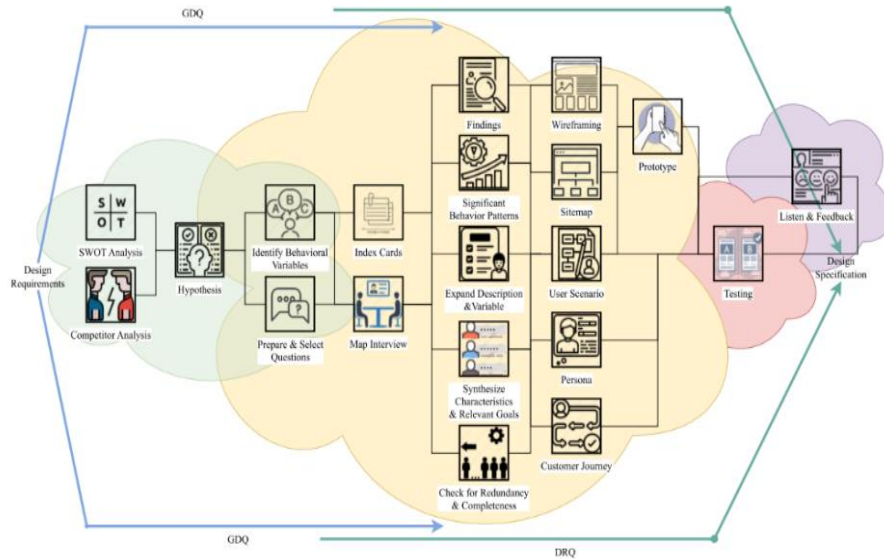 GDQ
Findings
Wireframing
Prototype
Significant
Behavior Patterns
Sitemap
Listen & Feedback
S W
O T
SWOT Analysis
A B C
Identify Behavioral
Variables
Index Cards
Design
Requirements
Hypothesis
Expand Description
&Variable
User Scenario
A B
Testing
Design
Specification
Competitor Analysis
Prepare & Select
Questions
Map Interview
Synthesize
Characteristics
& Relevant Goals
Persona
Check for Redundancy
& Completeness
Customer Journey
GDQ
DRQ